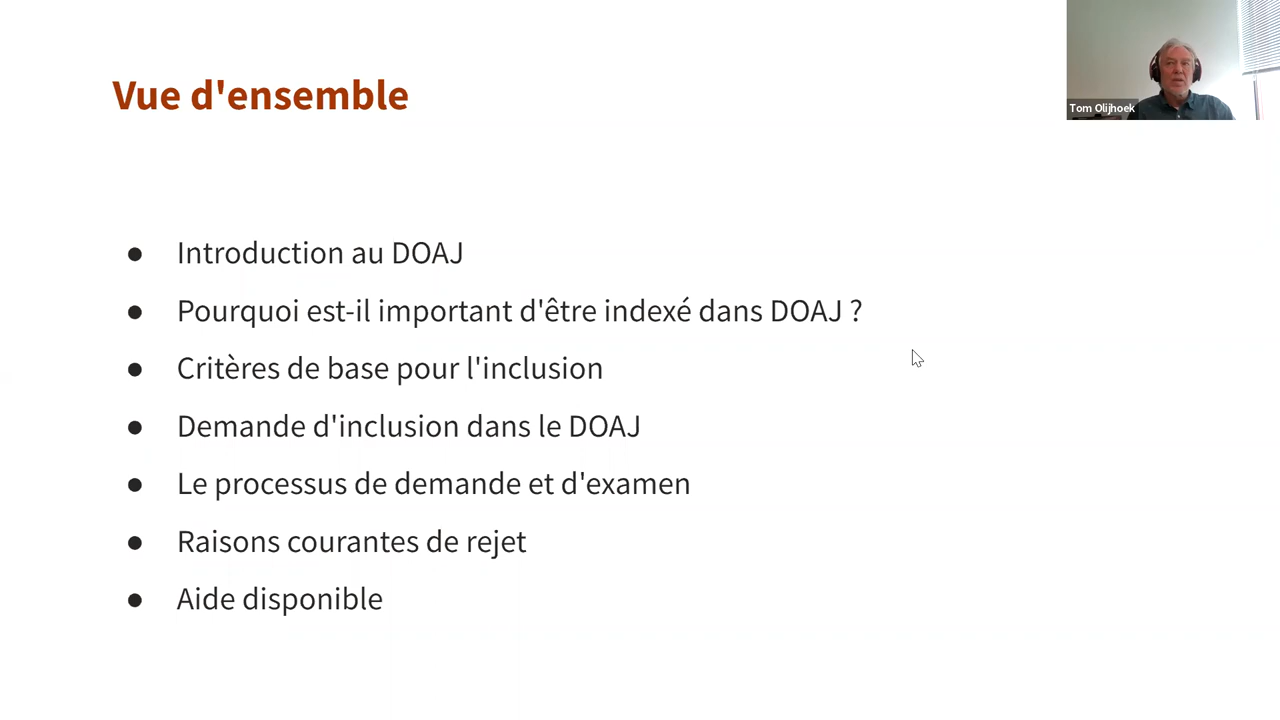 Vue d'ensemble
Tom Olijhoek
● Introduction au DOAJ
● Pourquoi est-il important d'être indexé dans DOAJ ?
● Critères de base pour l'inclusion
● Demande d'inclusion dans le DOAJ
● Le processus de demande et d'examen
● Raisons courantes de rejet
● Aide disponible